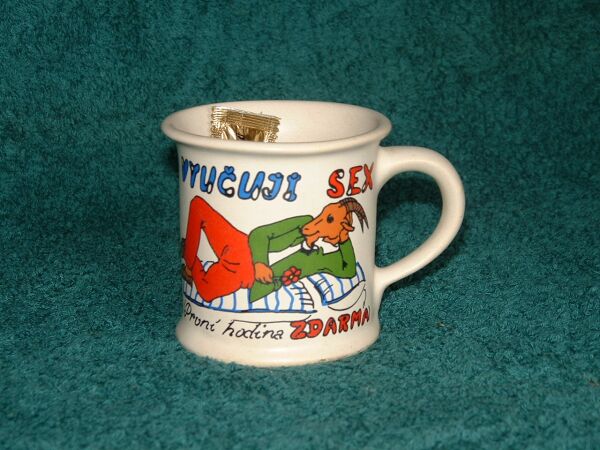 VYUČUJI SEX
První hodina ZDARMA